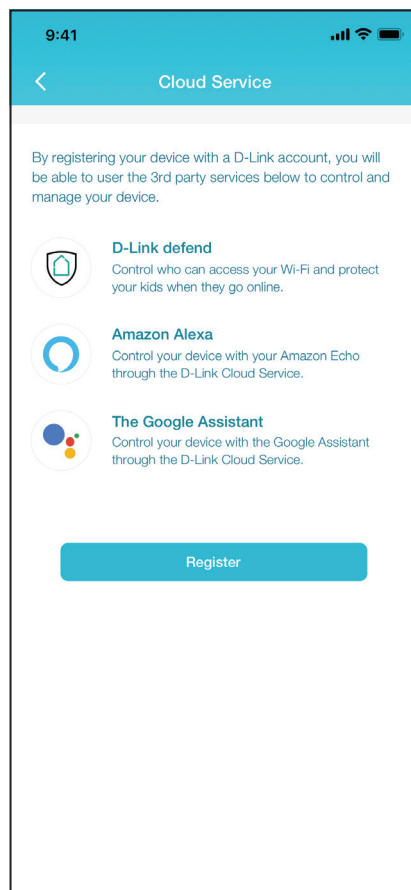 9:41
Cloud Service
By registering your device with a D-Link account, you will
be able to user the 3rd party services below to control and
manage your device.
D-Link defend
Control who can access your Wi-Fi and protect
your kids when they go online.
Amazon Alexa
Control your device with your Amazon Echo
through the D-Link Cloud Service.
The Google Assistant
Control your device with the Google Assistant
through the D-Link Cloud Service.
Register